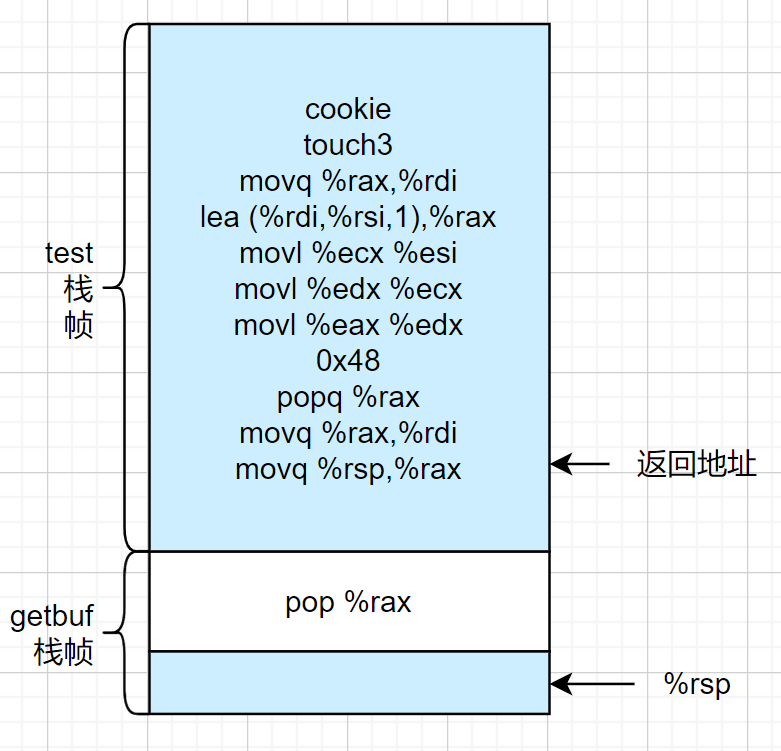 cookie
touch3
movq %rax,%rdi
lea (%rdi,%rsi,1),%rax
movl %ecx %esi
movl %edx %ecx
movl %eax %edx
0x48
popq %rax
movq %rax,%rdi
movq %rsp,%rax
test
栈
帧
返回地址
pop %rax
getbuf
栈帧
%rsp